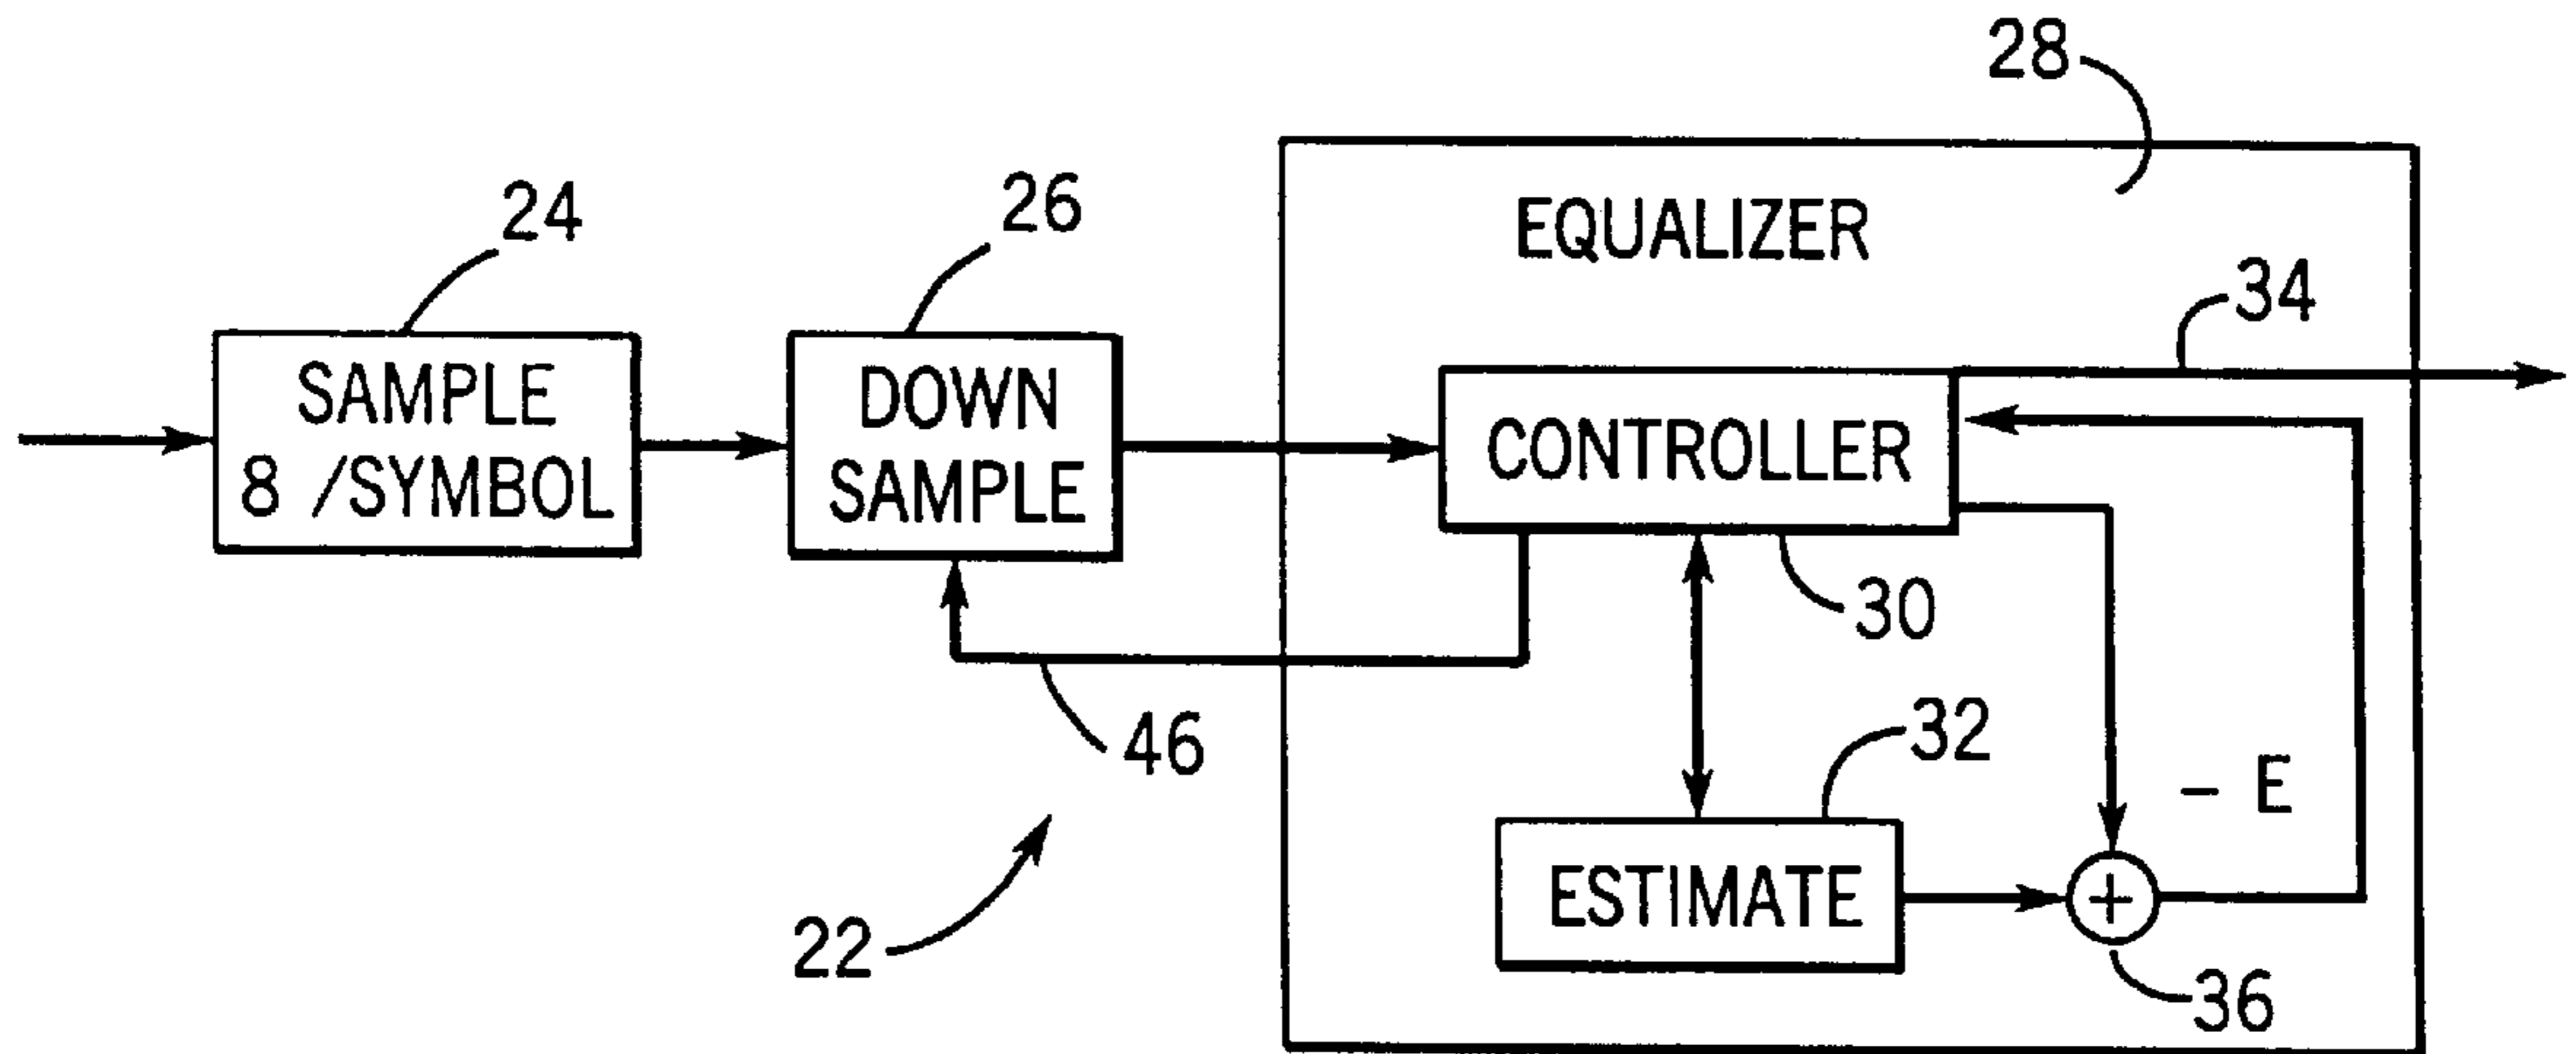 28
24
26
EQUALIZER
34
SAMPLE
8 /SYMBOL
DOWN
SAMPLE
CONTROLLER
30
46
32
- E
ESTIMATE
+
22
36